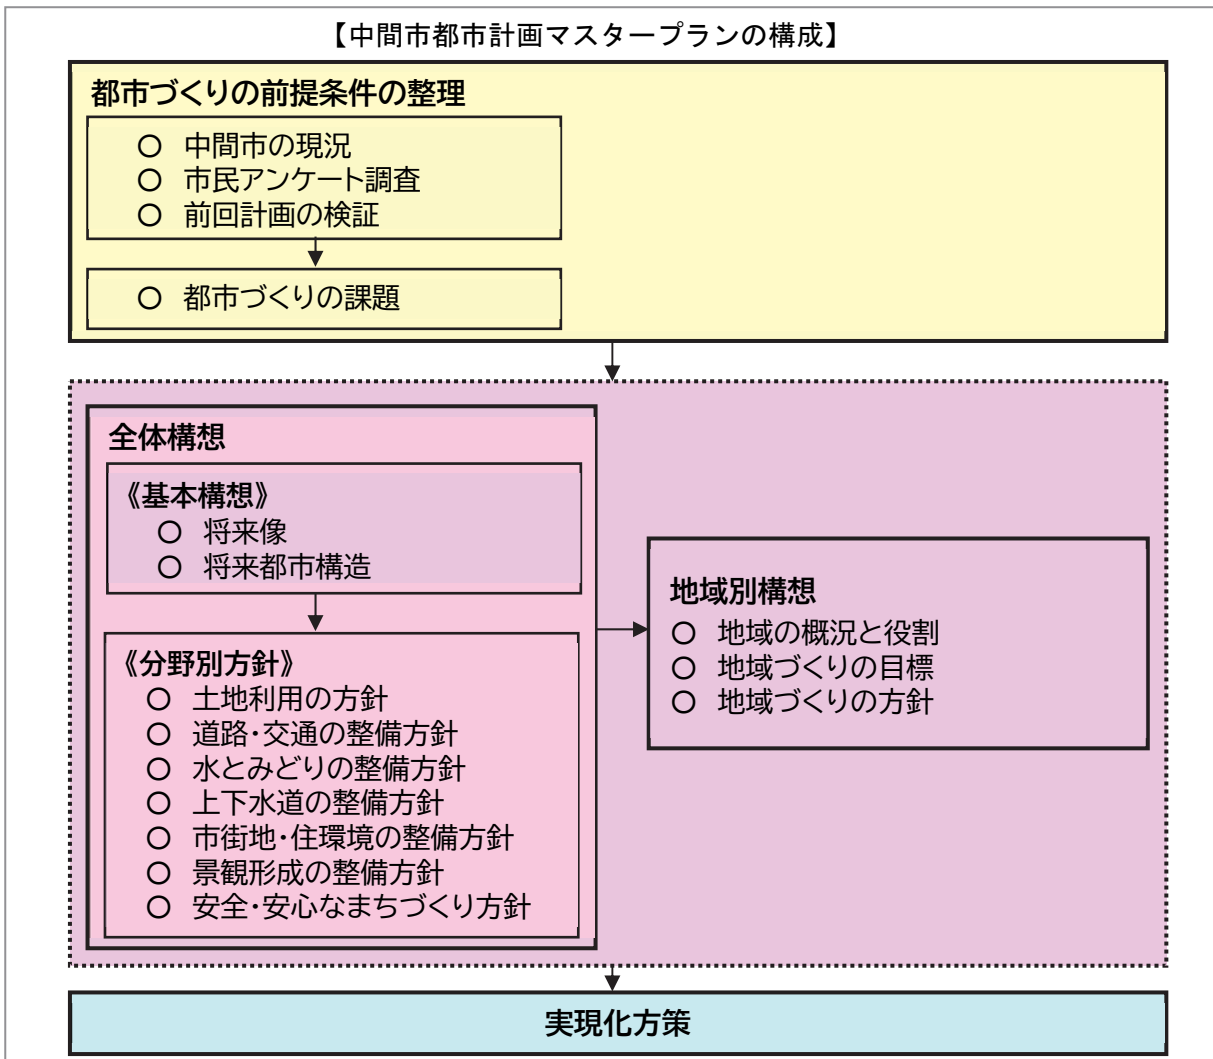 【中間市都市計画マスタープランの構成】
都市づくりの前提条件の整理
○ 中間市の現況
○ 市民アンケート調査
○ 前回計画の検証
○ 都市づくりの課題
全体構想
《基本構想》
○ 将来像
○ 将来都市構造
《分野別方針》
○ 土地利用の方針
○ 道路・交通の整備方針
○ 水とみどりの整備方針
○ 上下水道の整備方針
○ 市街地・住環境の整備方針
○ 景観形成の整備方針
○ 安全・安心なまちづくり方針
地域別構想
○ 地域の概況と役割
○ 地域づくりの目標
○ 地域づくりの方針
実現化方策